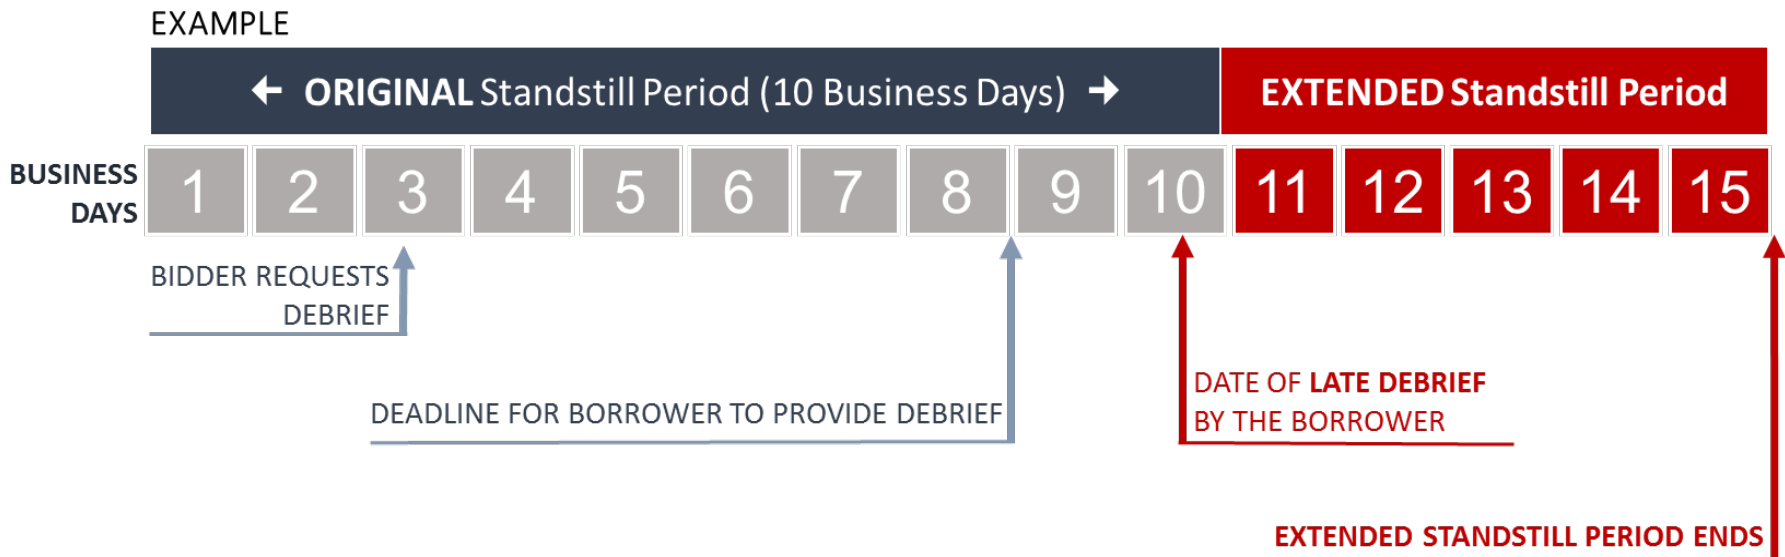 EXAMPLE
← ORIGINAL Standstill Period (10 Business Days) → EXTENDED Standstill Period
BUSINESS
DAYS
1 2 3 4 5 6 7 8 9 10 11 12 13 14 15
BIDDER REQUESTS
DEBRIEF
DEADLINE FOR BORROWER TO PROVIDE DEBRIEF
DATE OF LATE DEBRIEF
BY THE BORROWER
EXTENDED STANDSTILL PERIOD ENDS